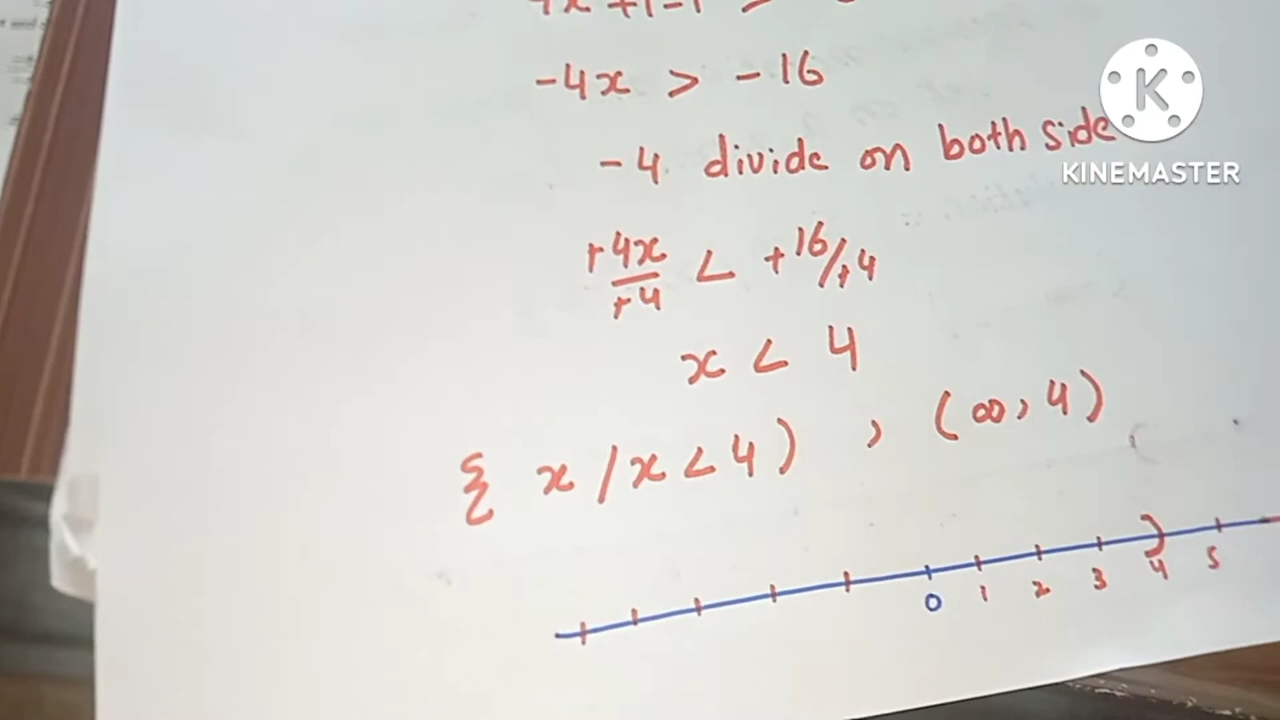 -4x > -16
-4 divide on both side
+4x/+4 < +16/+4
x < 4
{ x / x < 4 ) , (∞, 4)
0 1 2 3 4 5
K
KINEMASTER